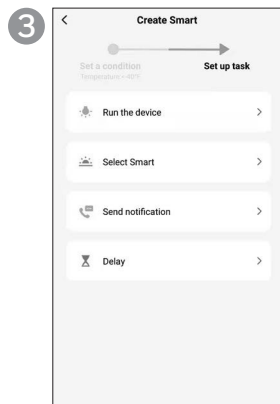 3
Create Smart
Set a condition
Set up task
Temperature - 40°F
Run the device
Select Smart
Send notification
Delay